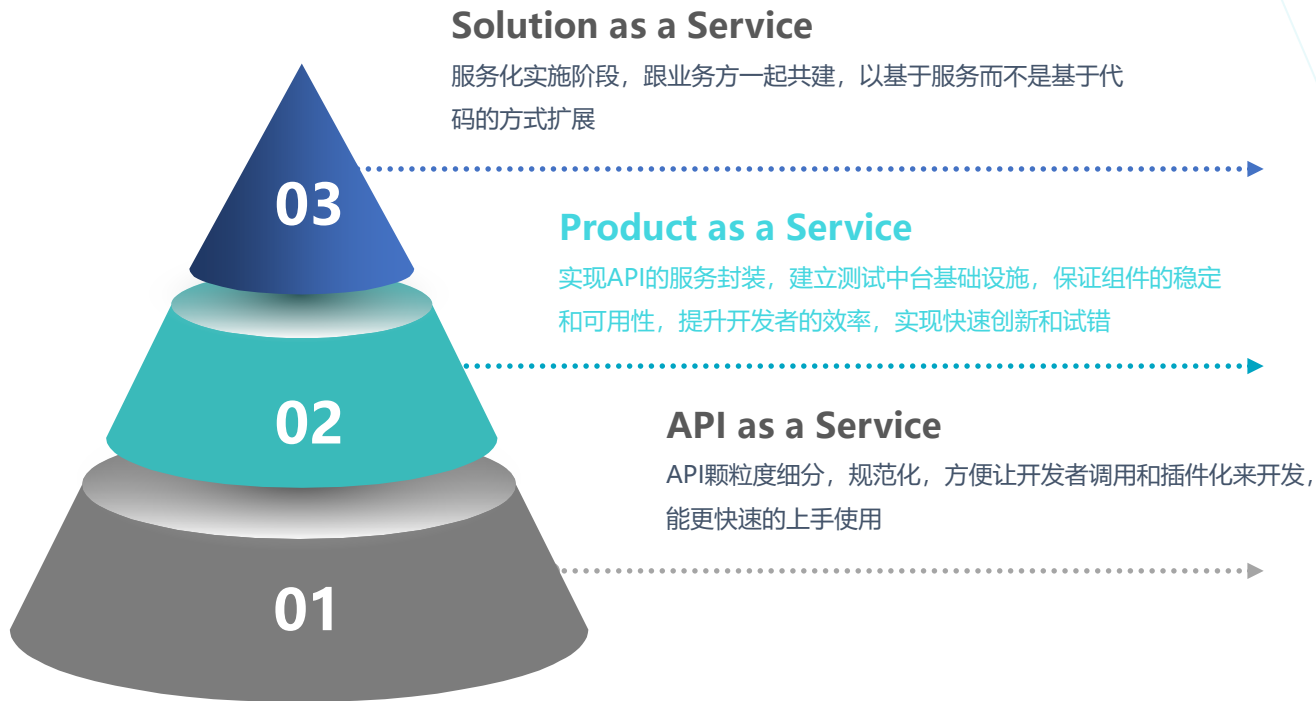 Solution as a Service
服务化实施阶段，跟业务方一起共建，以基于服务而不是基于代
码的方式扩展
03
Product as a Service
实现API的服务封装，建立测试中台基础设施，保证组件的稳定
和可用性，提升开发者的效率，实现快速创新和试错
02
API as a Service
API颗粒度细分，规范化，方便让开发者调用和插件化来开发，
能更快速的上手使用
01